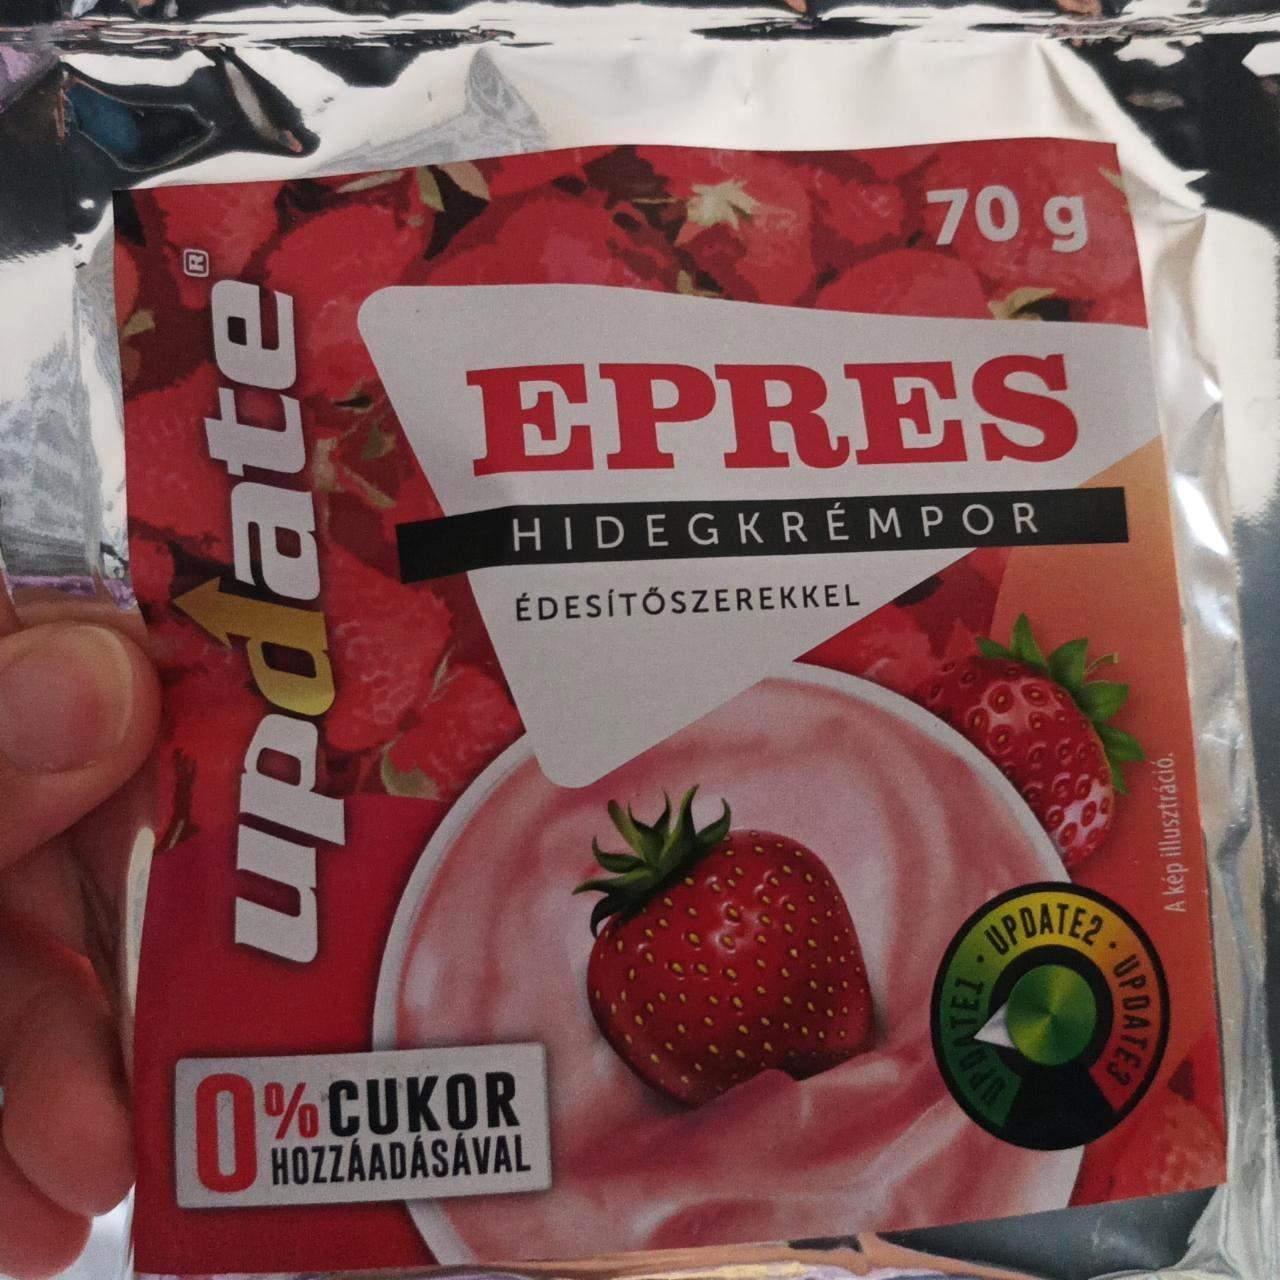 70 g
update®
EPRES
HIDEGKRÉMPOR
ÉDESÍTŐSZEREKKEL
A kép illusztráció.
UPDATE1 · UPDATE2 · UPDATE3
0% CUKOR
HOZZÁADÁSÁVAL